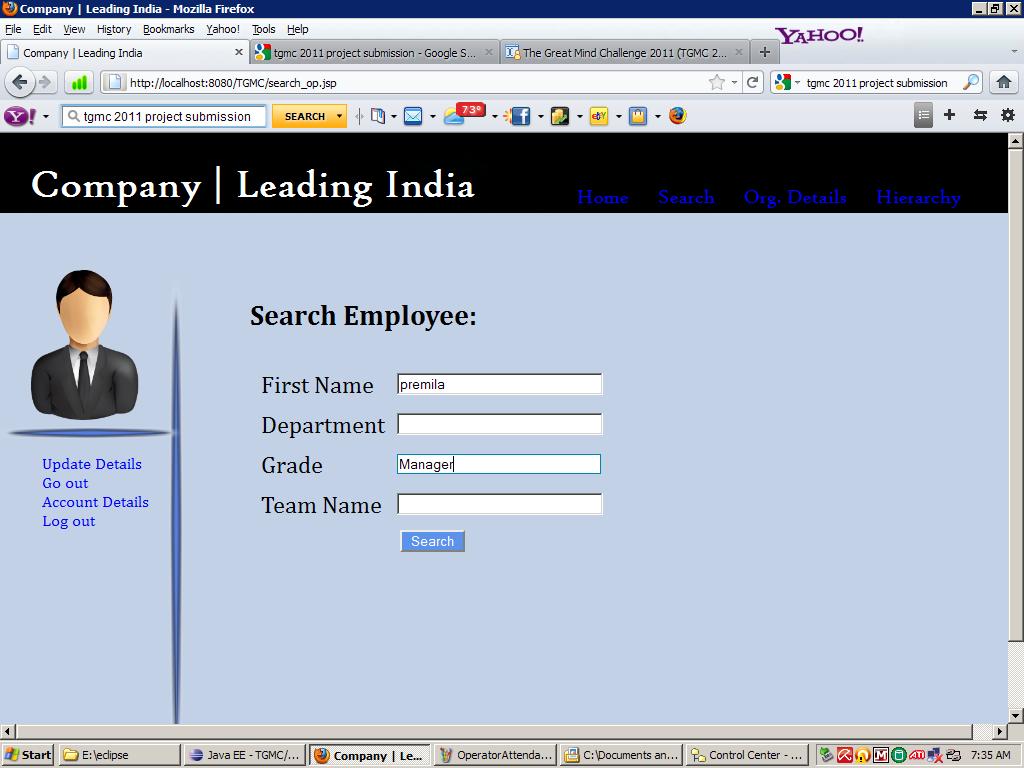 Company | Leading India - Mozilla Firefox
File Edit View History Bookmarks Yahoo! Tools Help
YAHOO!
Company | Leading India
tgmc 2011 project submission - Google S...
The Great Mind Challenge 2011 (TGMC 2...
http://localhost:8080/TGMC/search_op.jsp
tgmc 2011 project submission
Y! tgmc 2011 project submission SEARCH 73° ebY
Company | Leading India
Home Search Org. Details Hierarchy
Search Employee:
First Name premila
Department
Grade Manager
Team Name
Search
Update Details
Go out
Account Details
Log out
Start E:\eclipse Java EE - TGMC/... Company | Le... OperatorAttenda... C:\Documents an... Control Center - ... 7:35 AM